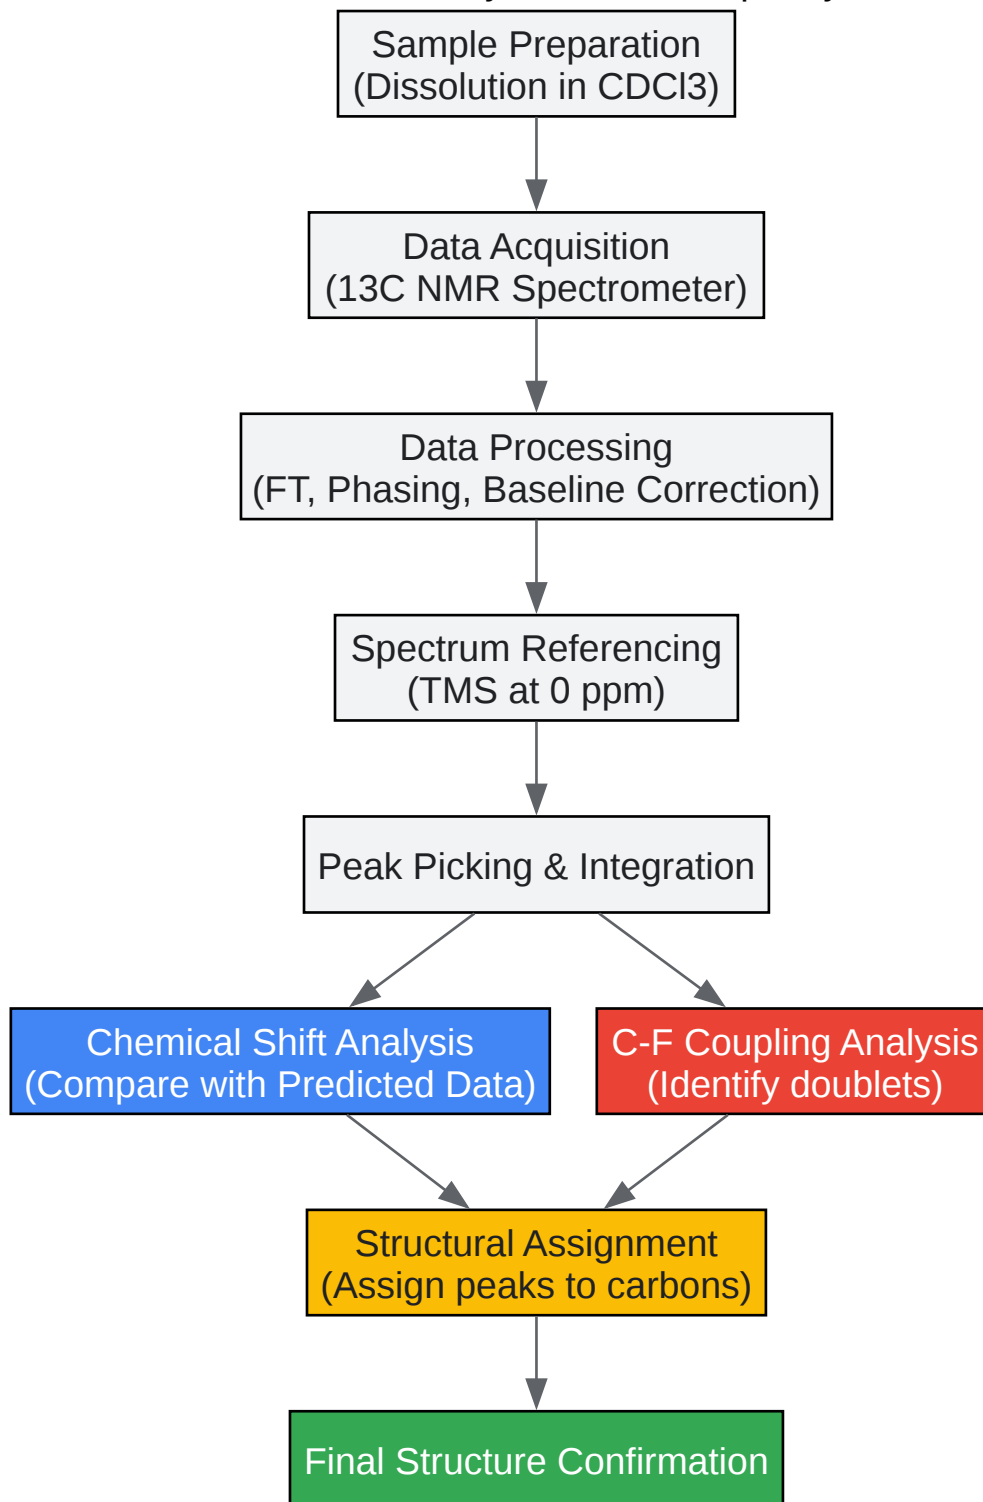 Sample Preparation
(Dissolution in CDCl3)
Data Acquisition
(13C NMR Spectrometer)
Data Processing
(FT, Phasing, Baseline Correction)
Spectrum Referencing
(TMS at 0 ppm)
Peak Picking & Integration
Chemical Shift Analysis
(Compare with Predicted Data)
C-F Coupling Analysis
(Identify doublets)
Structural Assignment
(Assign peaks to carbons)
Final Structure Confirmation